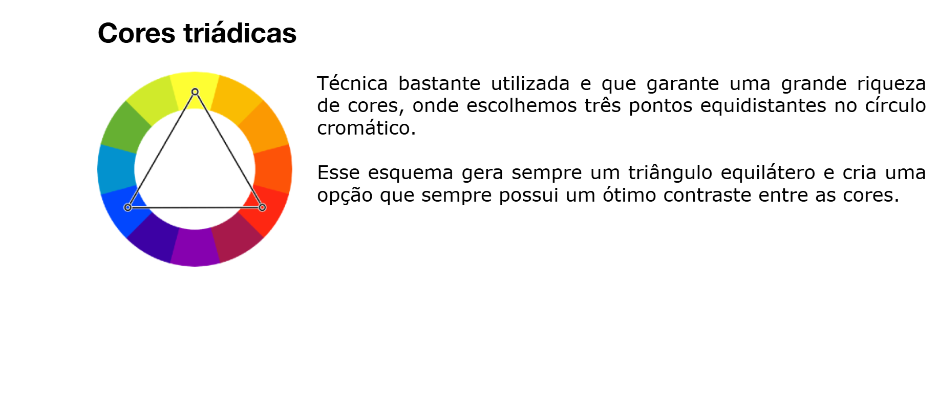 Cores triádicas
Técnica bastante utilizada e que garante uma grande riqueza
de cores, onde escolhemos três pontos equidistantes no círculo
cromático.
Esse esquema gera sempre um triângulo equilátero e cria uma
opção que sempre possui um ótimo contraste entre as cores.